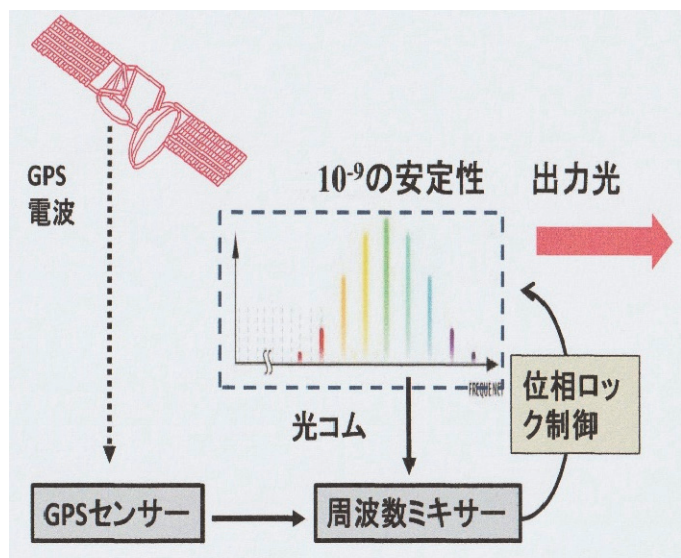 GPS
電波
10⁻⁹の安定性
出力光
FREQUENCY
光コム
位相ロッ
ク制御
GPSセンサー
周波数ミキサー